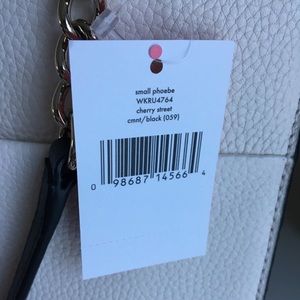 small phoebe
WKRU4764
cherry street
cmnt/black (059)
0 98687 14566 4